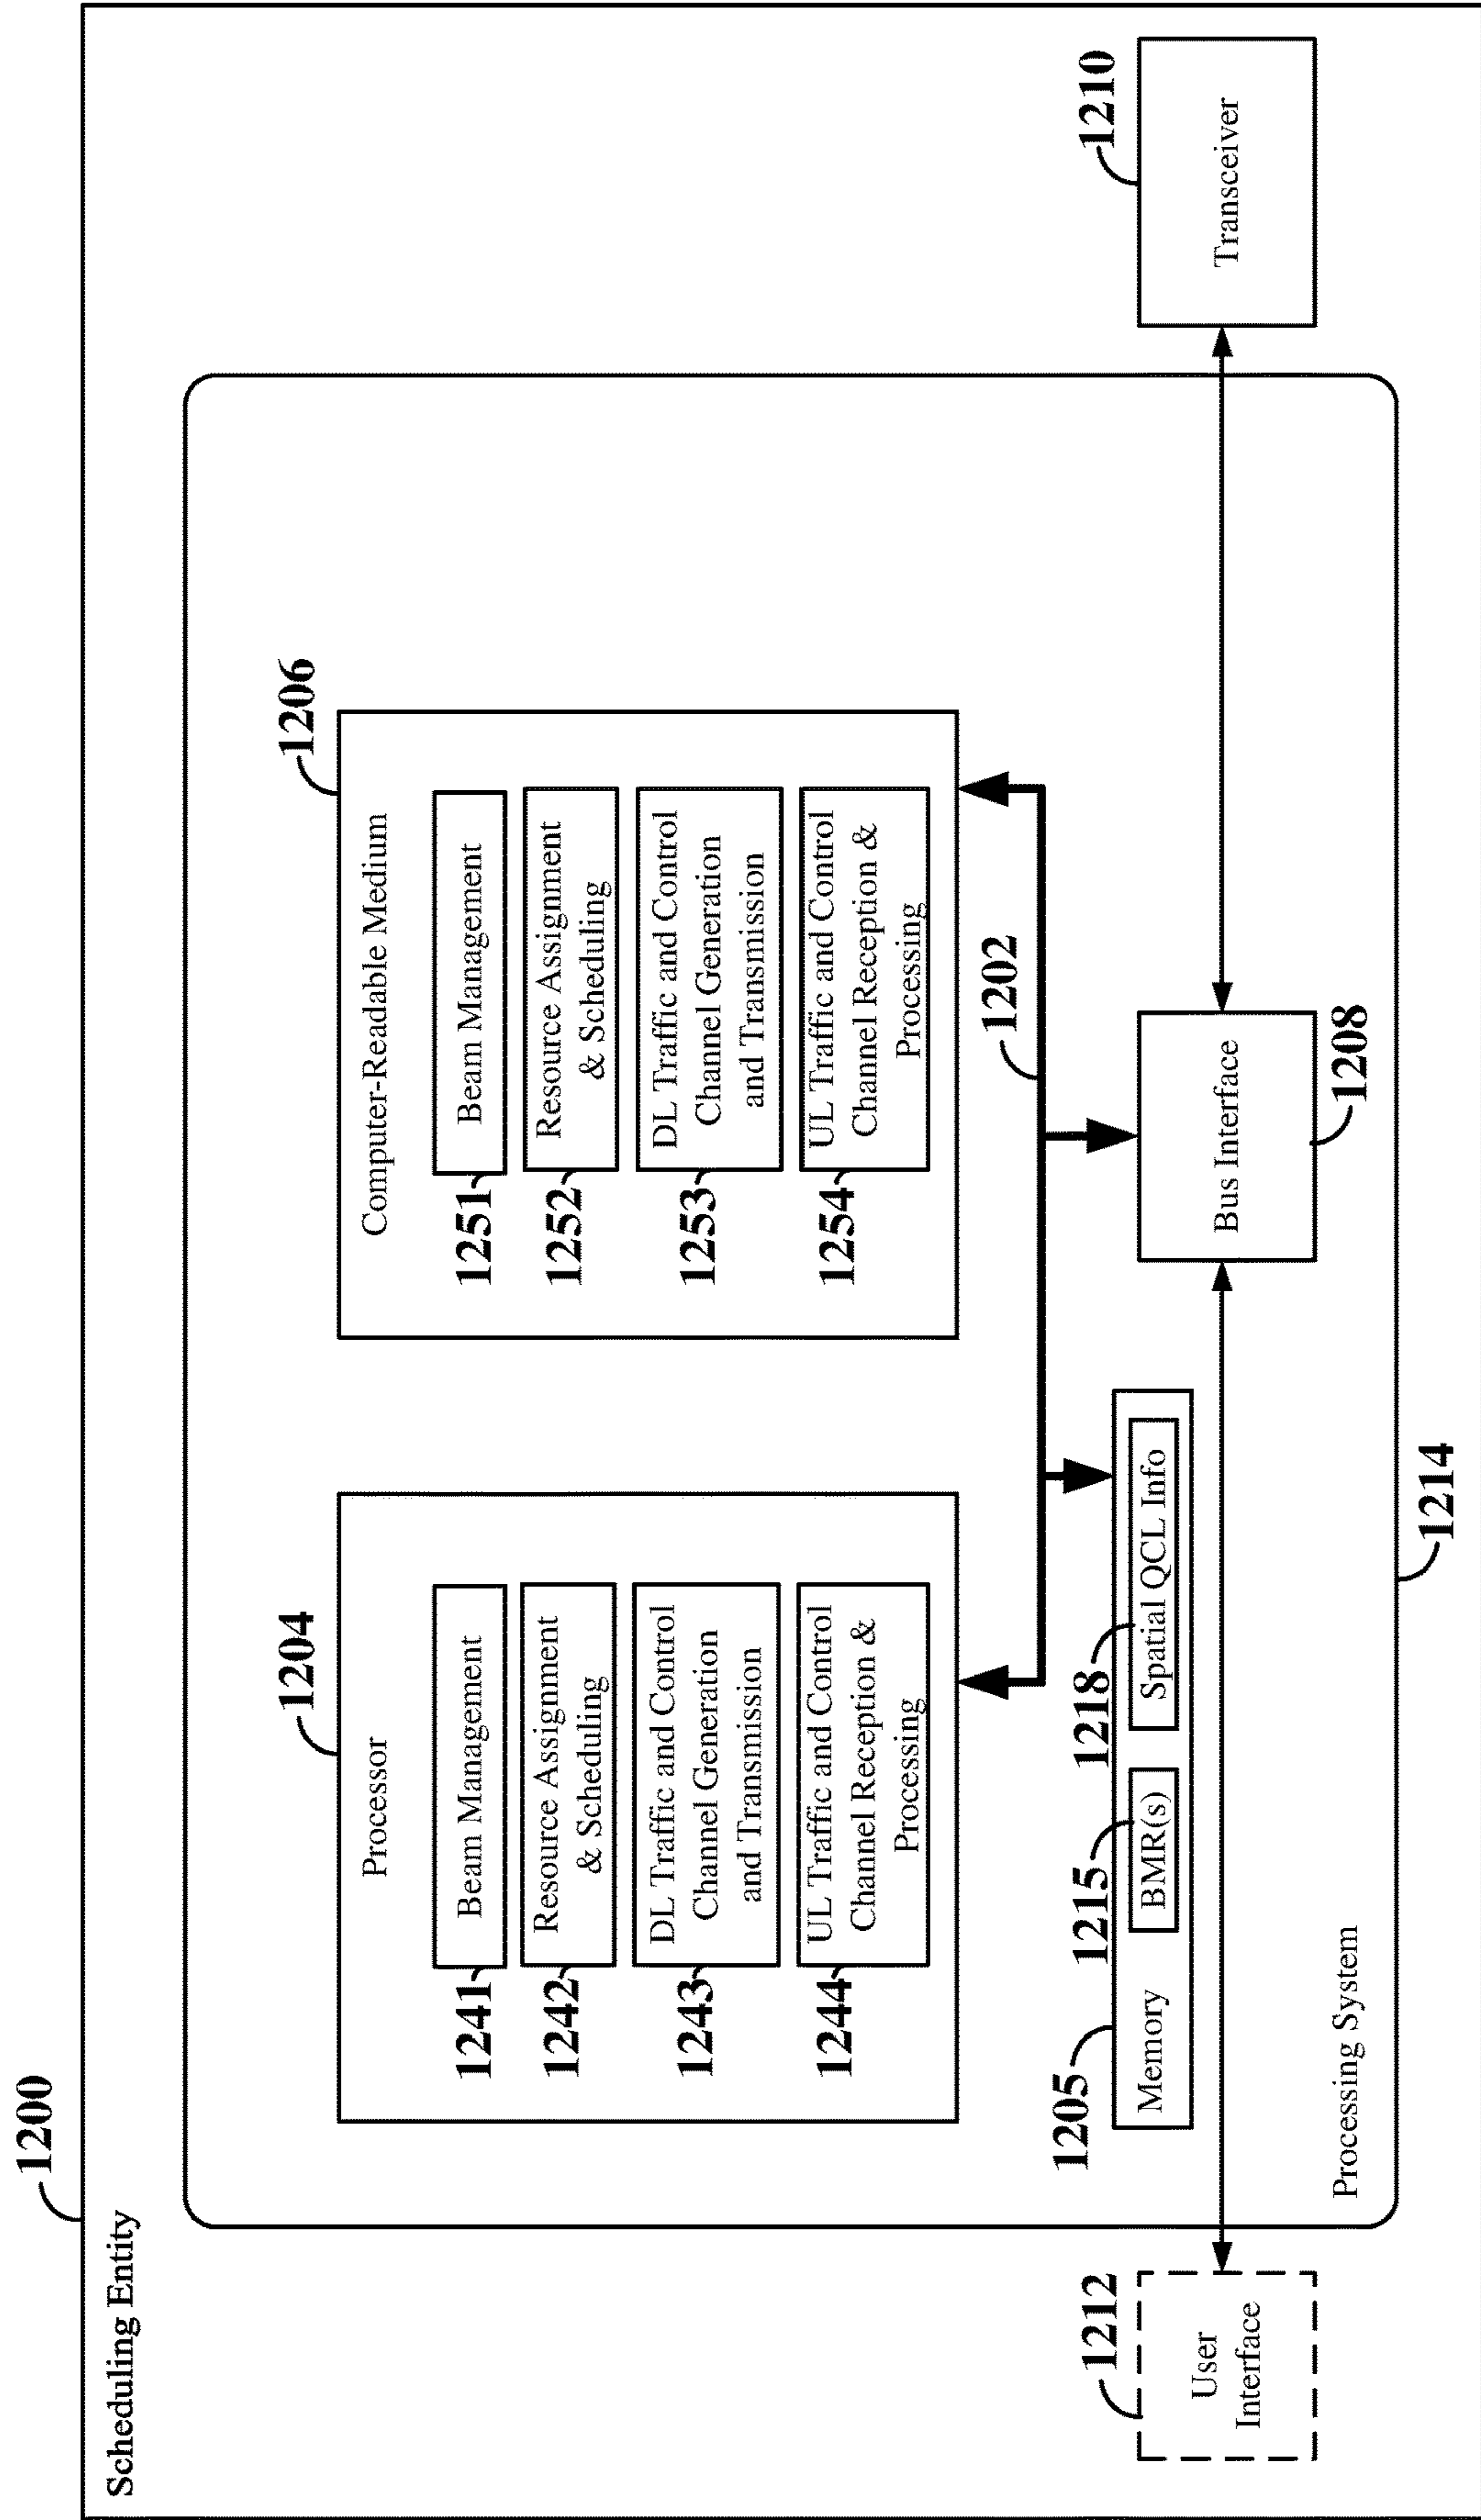 1200
Scheduling Entity
1204
Processor
1241
Beam Management
1242
Resource Assignment
& Scheduling
1243
DL Traffic and Control
Channel Generation
and Transmission
1244
UL Traffic and Control
Channel Reception &
Processing
1206
Computer-Readable Medium
1251
Beam Management
1252
Resource Assignment
& Scheduling
1253
DL Traffic and Control
Channel Generation
and Transmission
1254
UL Traffic and Control
Channel Reception &
Processing
1202
1205
Memory
1215
BMR(s)
1218
Spatial QCL Info
1212
User
Interface
Bus Interface
1208
1210
Transceiver
Processing System
1214